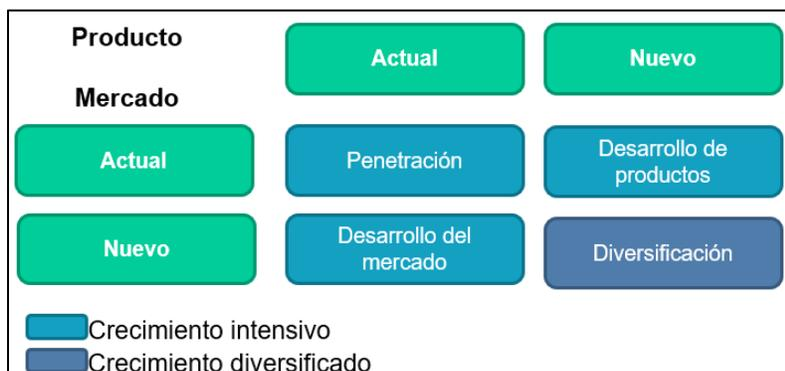 Producto
Actual
Nuevo
Mercado
Actual
Penetración
Desarrollo de
productos
Nuevo
Desarrollo del
mercado
Diversificación
Crecimiento intensivo
Crecimiento diversificado